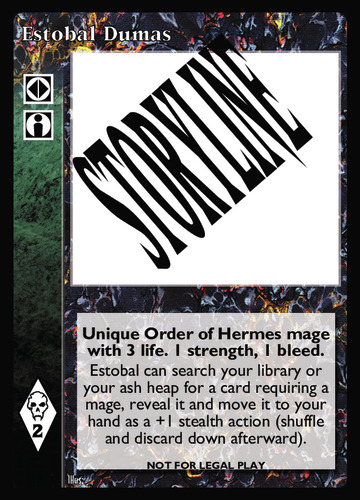 Estobal Dumas
STORYLINE
Unique Order of Hermes mage
with 3 life. 1 strength, 1 bleed.
Estobal can search your library or
your ash heap for a card requiring a
mage, reveal it and move it to your
hand as a +1 stealth action (shuffle
and discard down afterward).
2
NOT FOR LEGAL PLAY
Illus: